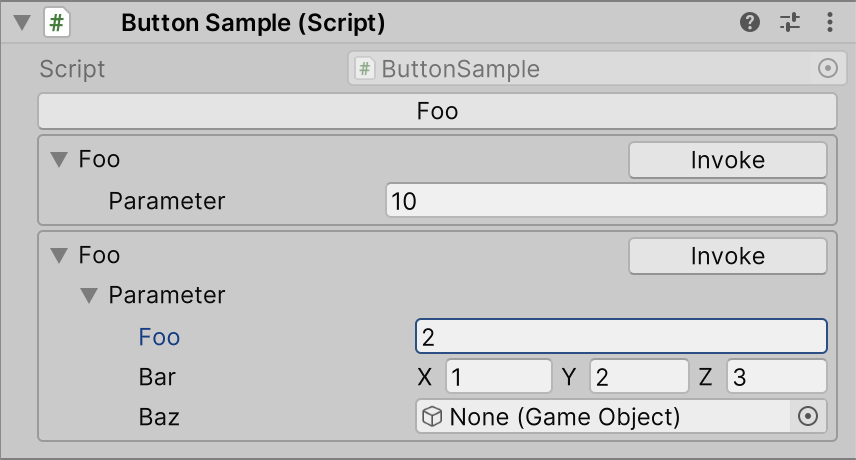 # Button Sample (Script)
Script # ButtonSample
Foo
Foo Invoke
Parameter 10
Foo Invoke
Parameter
Foo 2
Bar X 1 Y 2 Z 3
Baz None (Game Object)